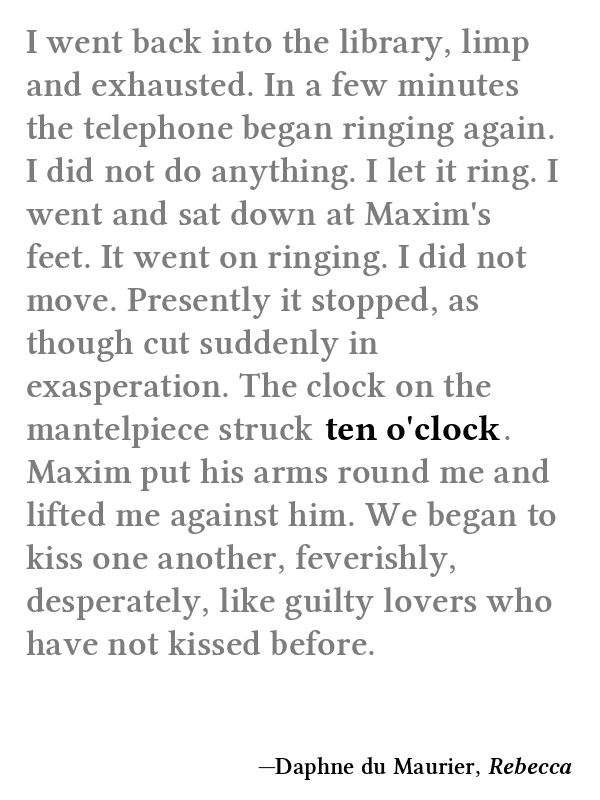 I went back into the library, limp
and exhausted. In a few minutes
the telephone began ringing again.
I did not do anything. I let it ring. I
went and sat down at Maxim's
feet. It went on ringing. I did not
move. Presently it stopped, as
though cut suddenly in
exasperation. The clock on the
mantelpiece struck ten o'clock.
Maxim put his arms round me and
lifted me against him. We began to
kiss one another, feverishly,
desperately, like guilty lovers who
have not kissed before.
—Daphne du Maurier, Rebecca